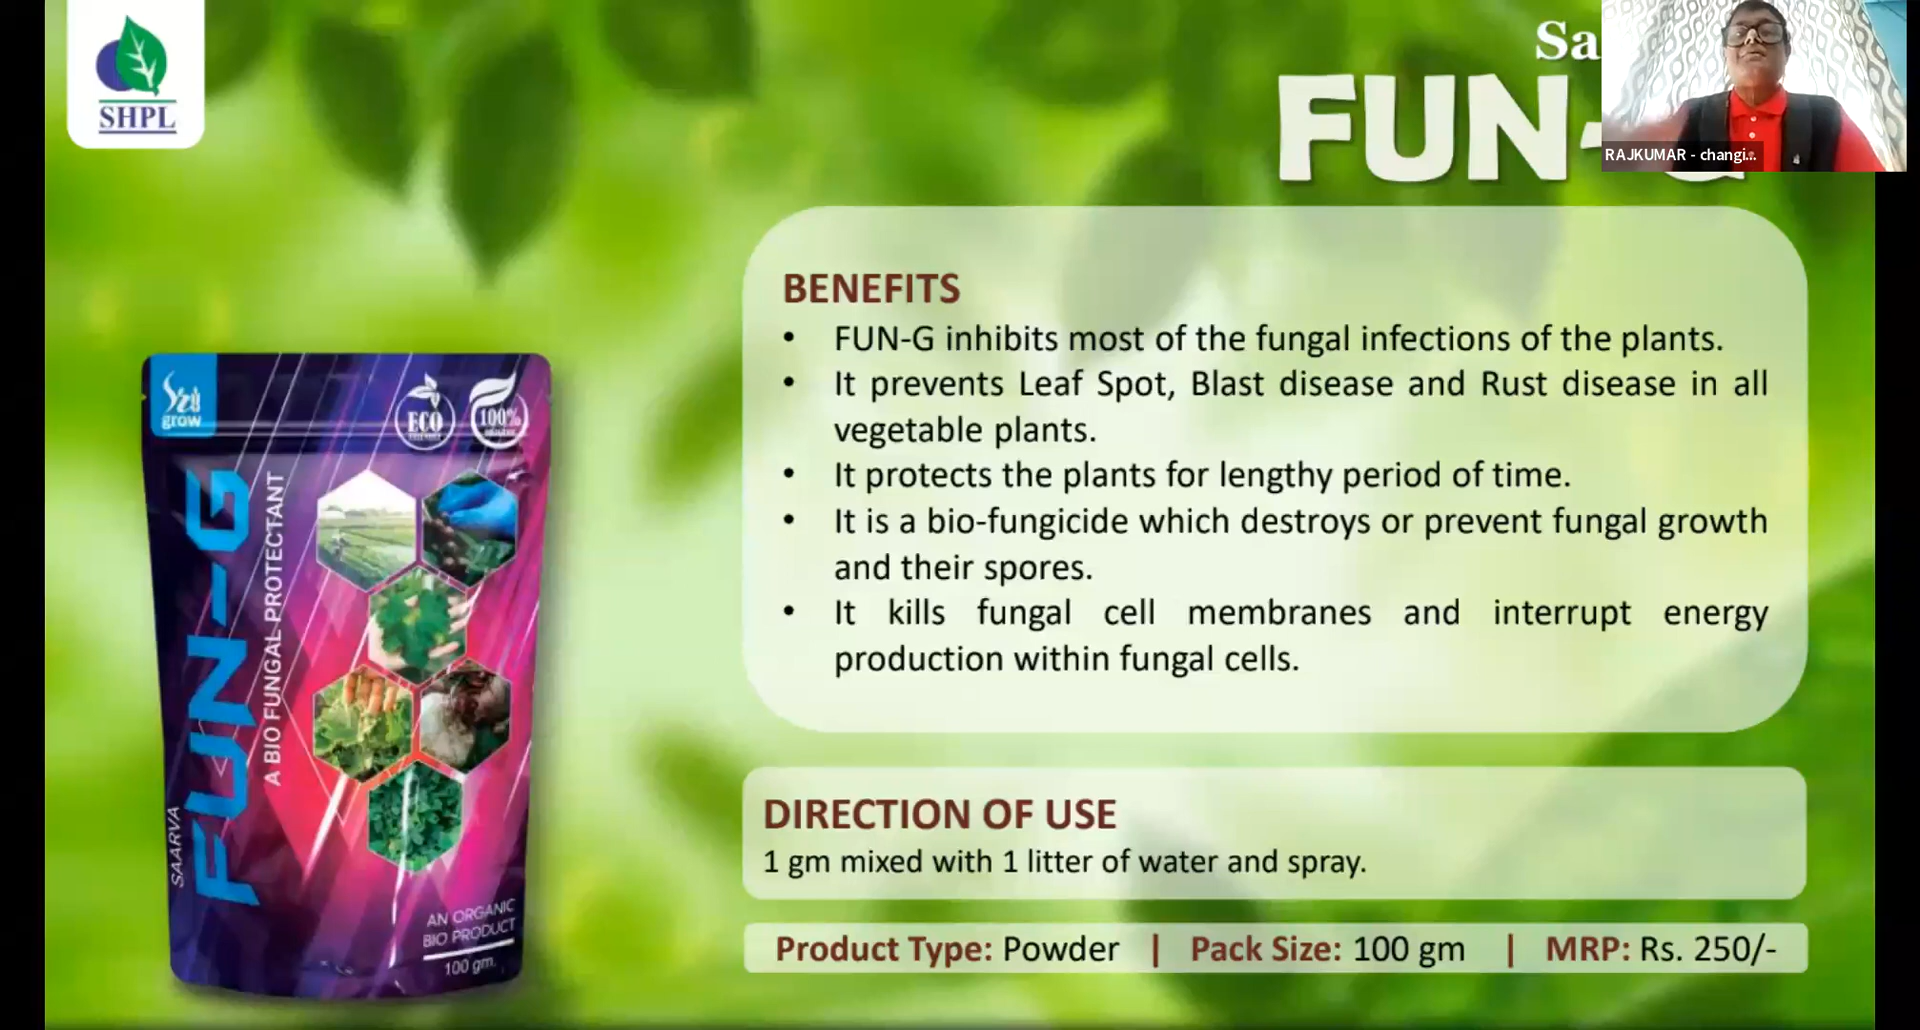 SHPL
Sa
FUN-G
RAJKUMAR - changi...
BENEFITS
• FUN-G inhibits most of the fungal infections of the plants.
• It prevents Leaf Spot, Blast disease and Rust disease in all
vegetable plants.
• It protects the plants for lengthy period of time.
• It is a bio-fungicide which destroys or prevent fungal growth
and their spores.
• It kills fungal cell membranes and interrupt energy
production within fungal cells.
grow
ECO
100%
SAARVA
FUN-G
A BIO FUNGAL PROTECTANT
AN ORGANIC
BIO PRODUCT
100 gm.
DIRECTION OF USE
1 gm mixed with 1 litter of water and spray.
Product Type: Powder | Pack Size: 100 gm | MRP: Rs. 250/-